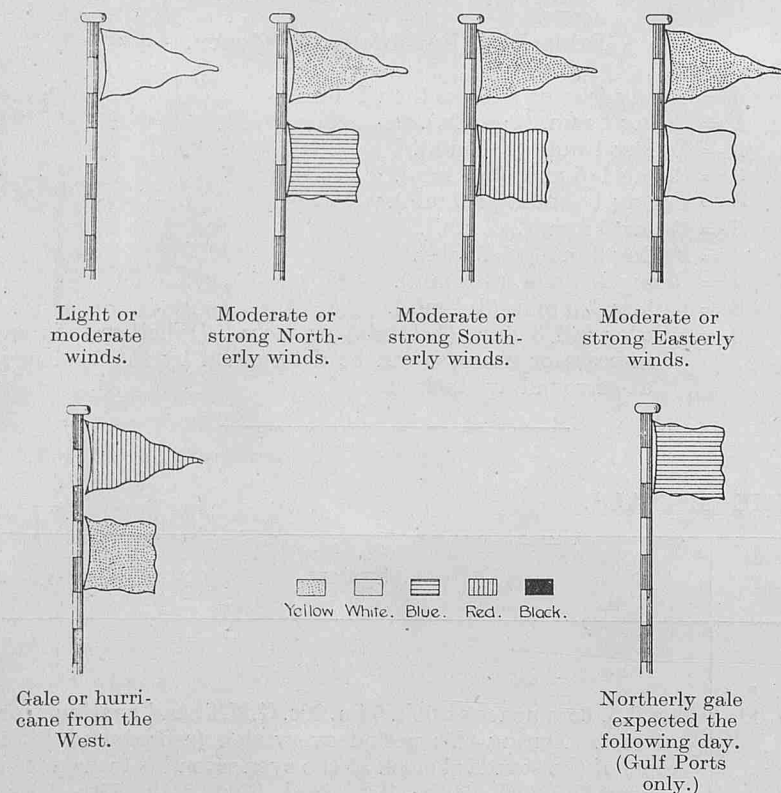 Light or
moderate
winds.
Moderate or
strong North-
erly winds.
Moderate or
strong South-
erly winds.
Moderate or
strong Easterly
winds.
Yellow White. Blue. Red. Black.
Gale or hurri-
cane from the
West.
Northerly gale
expected the
following day.
(Gulf Ports
only.)